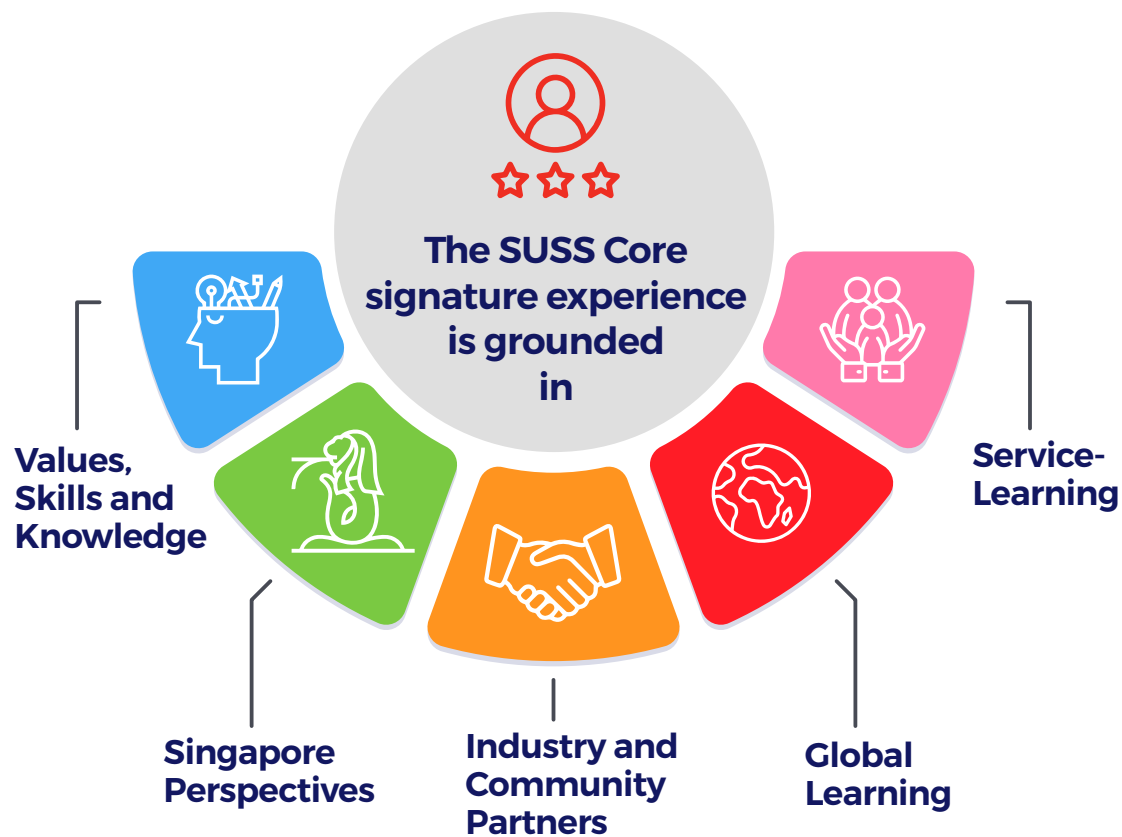 The SUSS Core
signature experience
is grounded
in
Values,
Skills and
Knowledge
Singapore
Perspectives
Industry and
Community
Partners
Global
Learning
Service-
Learning